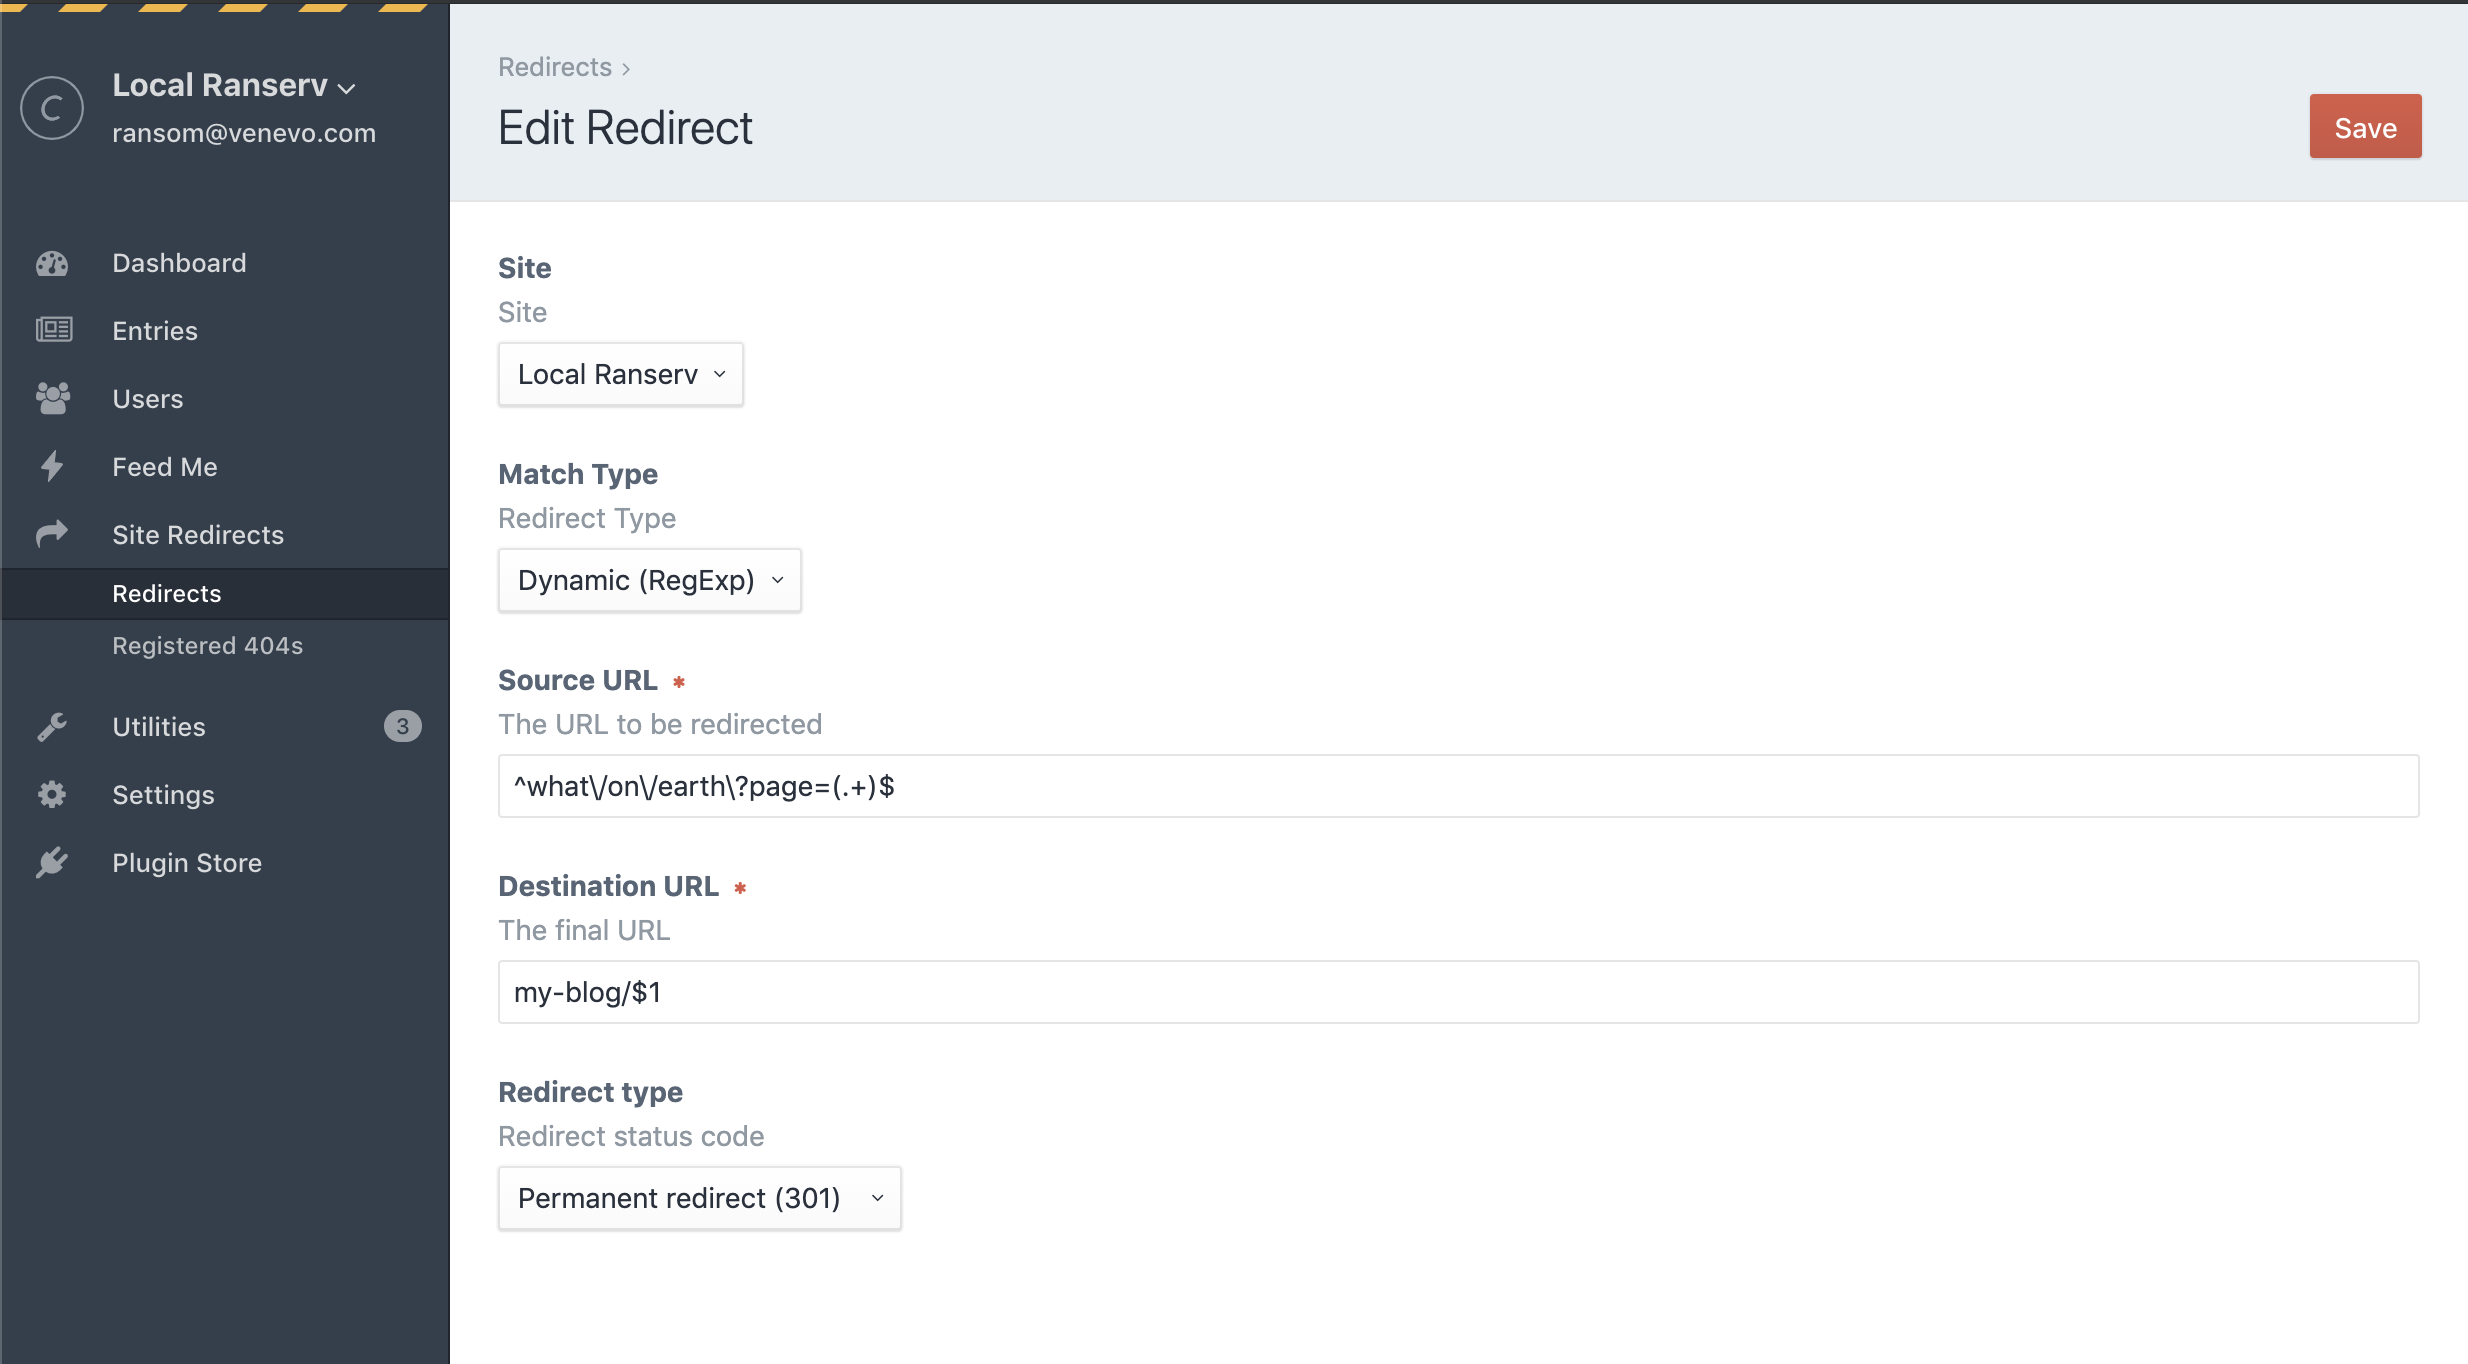 C
Local Ranserv
ransom@venevo.com
Dashboard
Entries
Users
Feed Me
Site Redirects
Redirects
Registered 404s
Utilities 3
Settings
Plugin Store
Redirects ›
Edit Redirect
Save
Site
Site
Local Ranserv
Match Type
Redirect Type
Dynamic (RegExp)
Source URL *
The URL to be redirected
^what\/on\/earth\?page=(.+)$
Destination URL *
The final URL
my-blog/$1
Redirect type
Redirect status code
Permanent redirect (301)